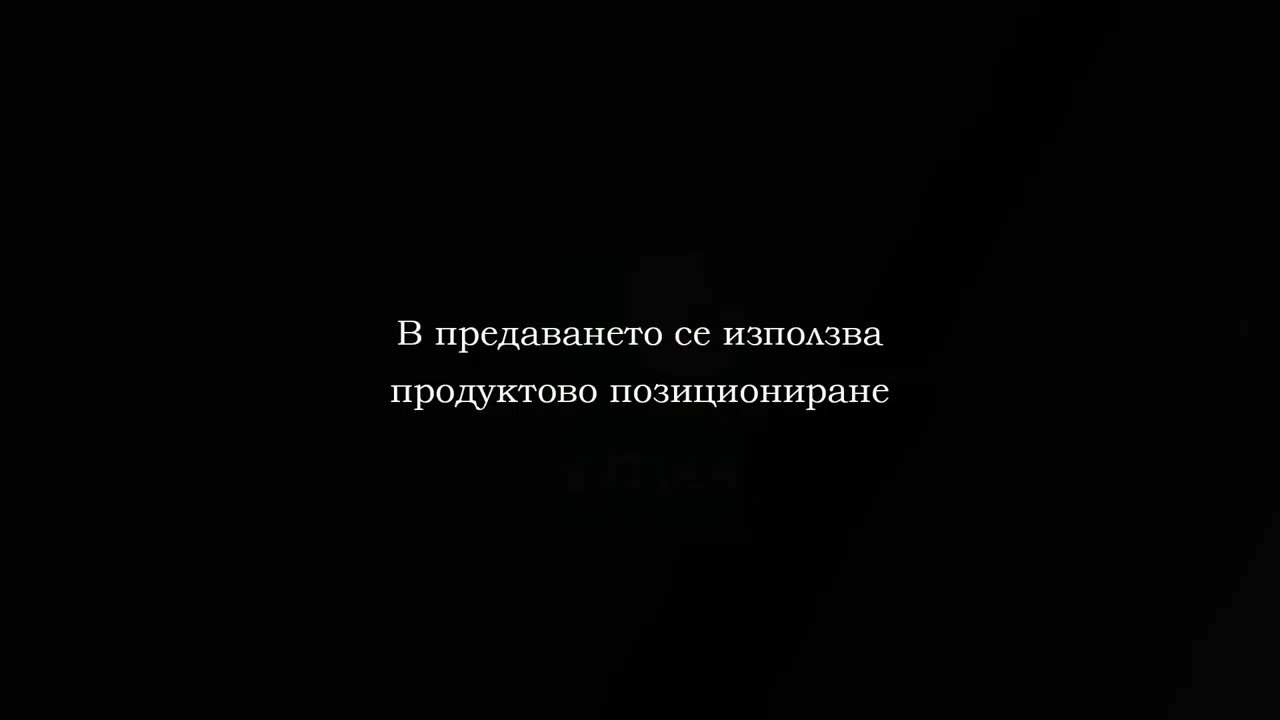 В предаването се използва
продуктово позициониране